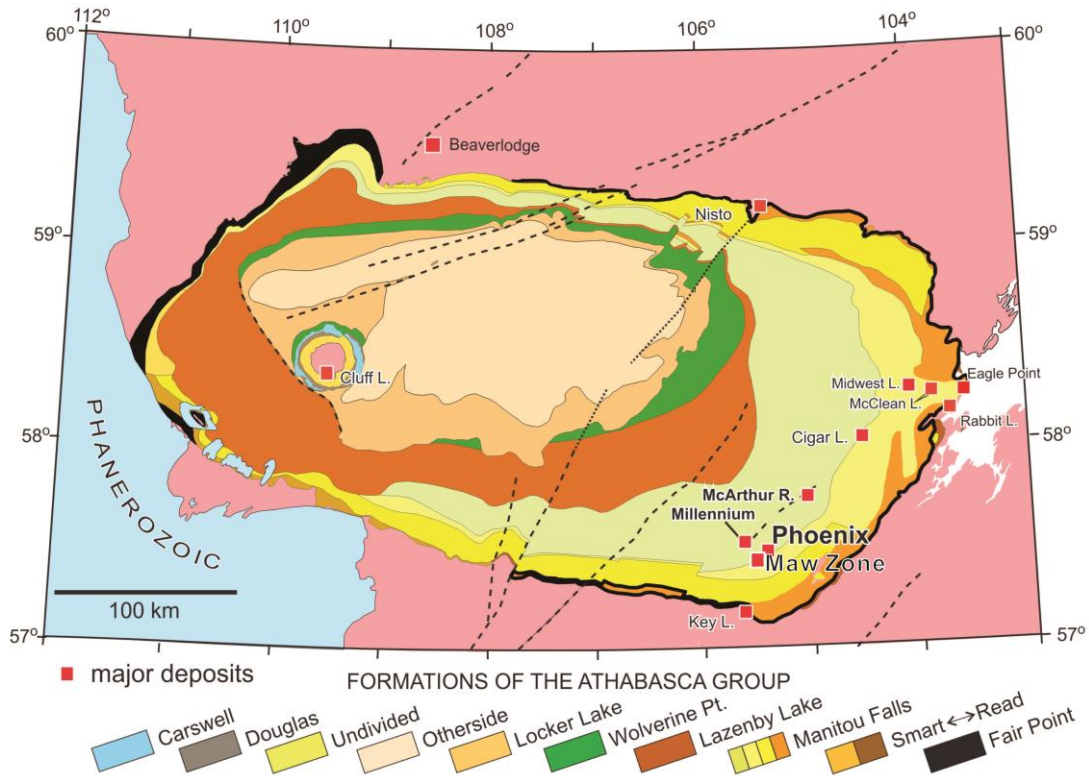 112° 110° 108° 106° 104°
60° 60°
Beaverlodge
Nisto
59° 59°
Cluff L.
Eagle Point
Midwest L.
McClean L.
Rabbit L.
58° 58°
Cigar L.
McArthur R.
Millennium
Phoenix
Maw Zone
PHANEROZOIC
100 km
Key L.
57° 57°
major deposits
FORMATIONS OF THE ATHABASCA GROUP
Carswell
Douglas
Undivided
Otherside
Locker Lake
Wolverine Pt.
Lazenby Lake
Manitou Falls
Smart ↔ Read
Fair Point